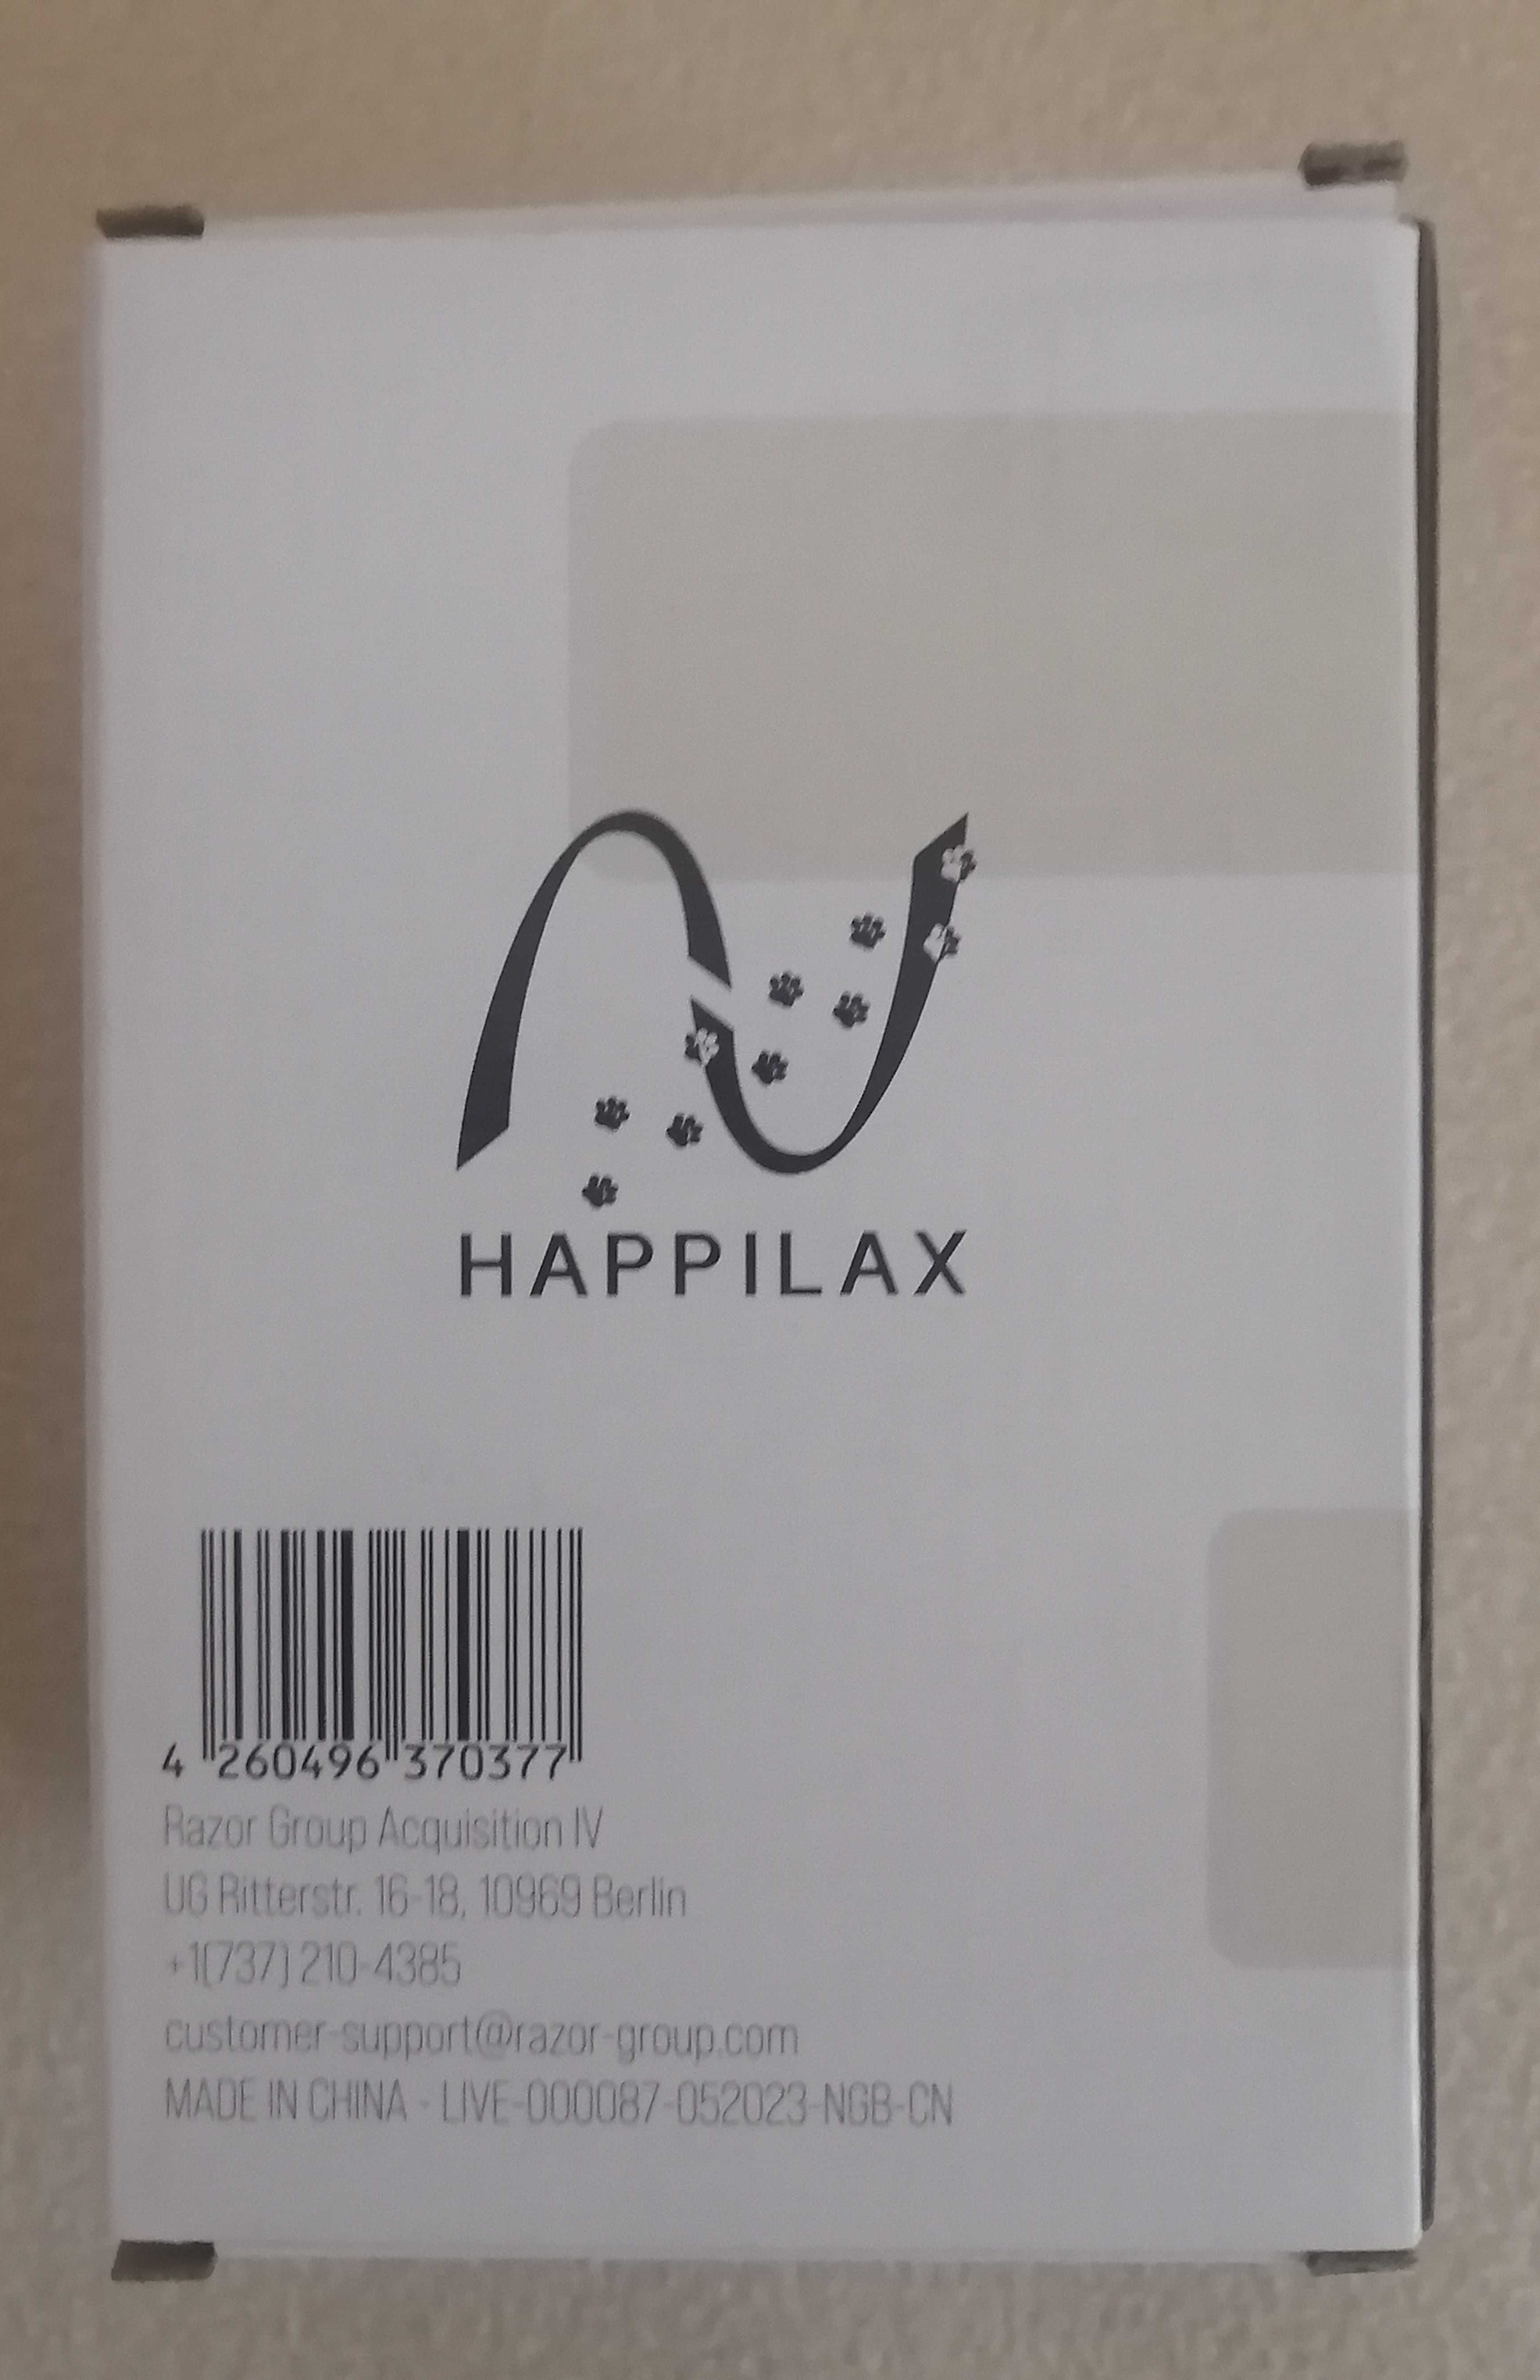 HAPPILAX
4 260496 370377
Razor Group Acquisition IV
UG Ritterstr. 16-18, 10969 Berlin
+1(737) 210-4385
customer-support@razor-group.com
MADE IN CHINA - LIVE-000087-052023-NGB-CN